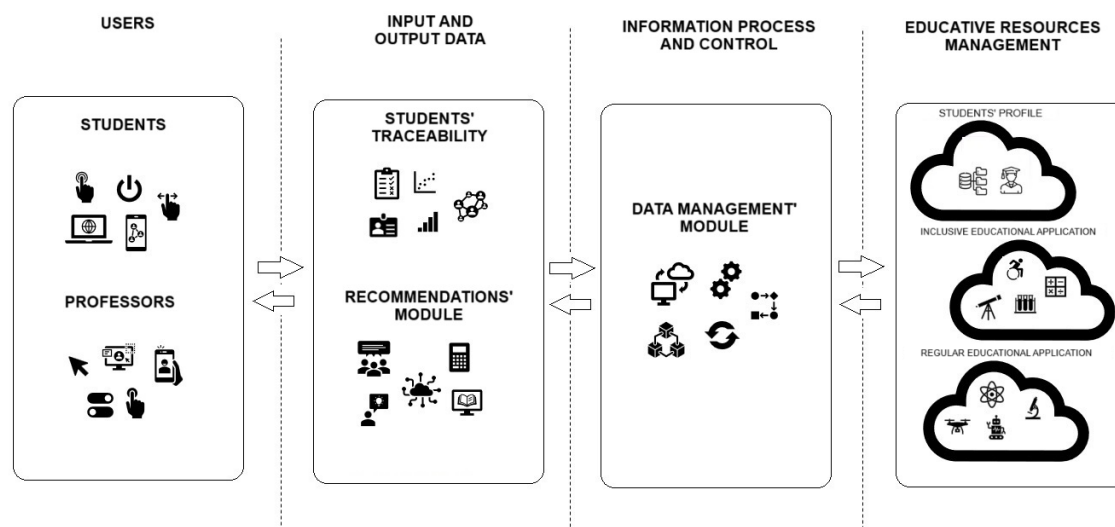 USERS
INPUT AND
OUTPUT DATA
INFORMATION PROCESS
AND CONTROL
EDUCATIVE RESOURCES
MANAGEMENT
STUDENTS
PROFESSORS
STUDENTS'
TRACEABILITY
RECOMMENDATIONS'
MODULE
DATA MANAGEMENT'
MODULE
STUDENTS' PROFILE
INCLUSIVE EDUCATIONAL APPLICATION
REGULAR EDUCATIONAL APPLICATION